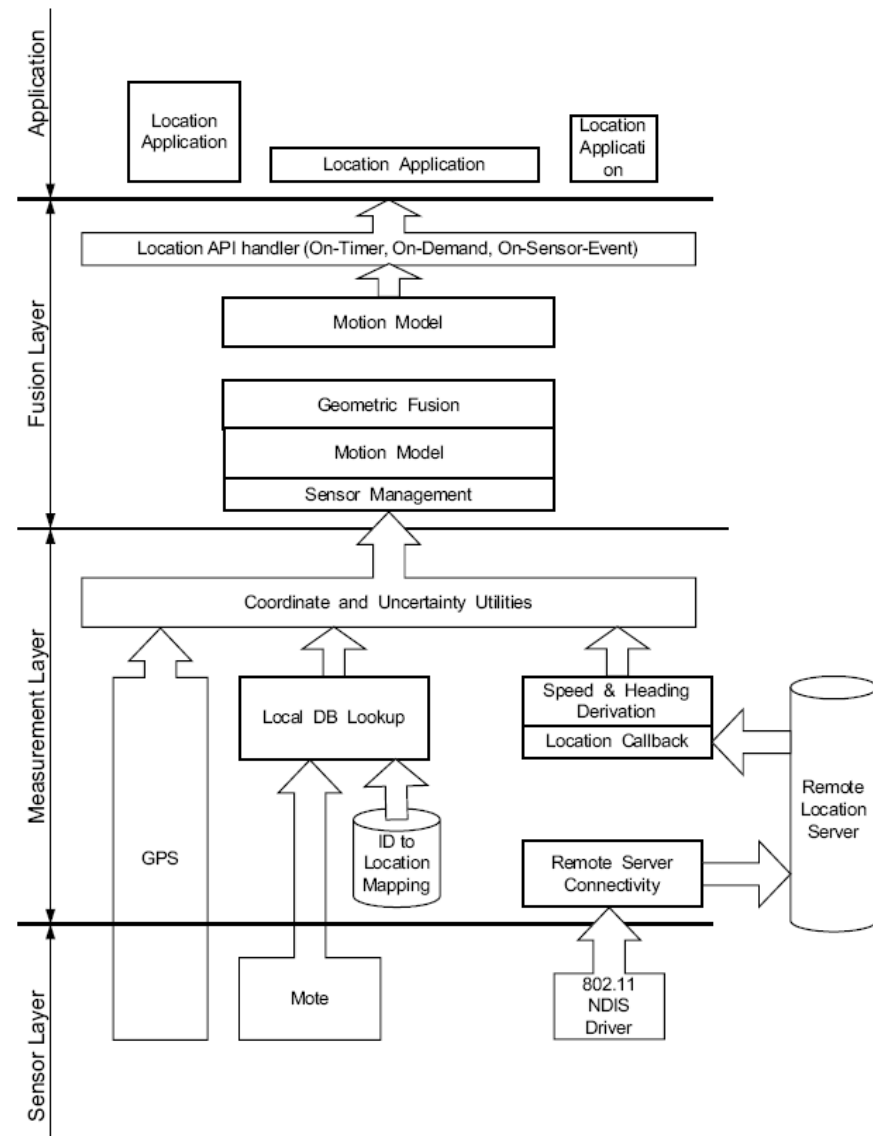 Application
Location
Application
Location Application
Location
Applicati
on
Fusion Layer
Location API handler (On-Timer, On-Demand, On-Sensor-Event)
Motion Model
Geometric Fusion
Motion Model
Sensor Management
Measurement Layer
Coordinate and Uncertainty Utilities
Local DB Lookup
Speed & Heading
Derivation
Location Callback
Remote
Location
Server
GPS
ID to
Location
Mapping
Remote Server
Connectivity
Sensor Layer
Mote
802.11
NDIS
Driver